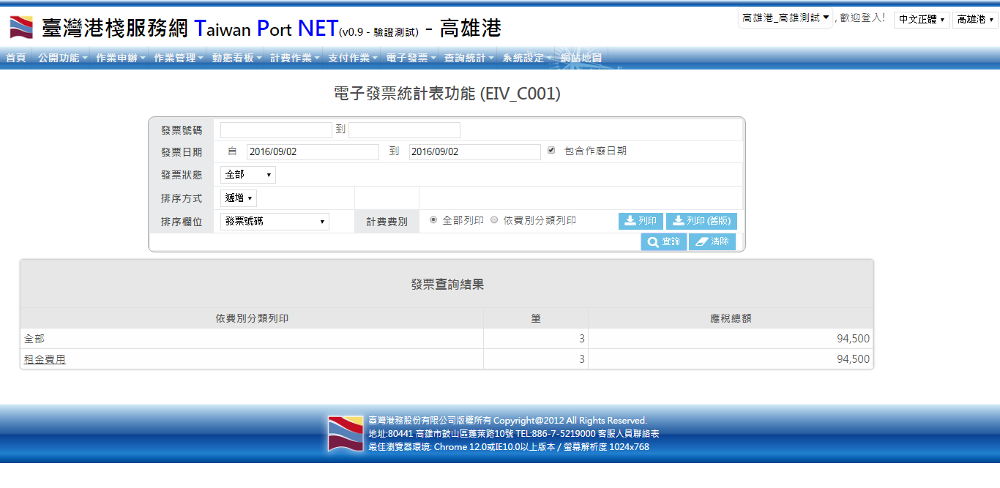 臺灣港棧服務網 Taiwan Port NET(v0.9 - 驗證測試) - 高雄港
高雄港_高雄測試 , 歡迎登入! 中文正體 高雄港
首頁 公開功能 作業申辦 作業管理 動態看板 計費作業 支付作業 電子發票 查詢統計 系統設定 網站地圖
電子發票統計表功能 (EIV_C001)
發票號碼 到
發票日期 自 2016/09/02 到 2016/09/02 包含作廢日期
發票狀態 全部
排序方式 遞增
排序欄位 發票號碼 計費費別 全部列印 依費別分類列印 列印 列印 (舊版)
查詢 清除
發票查詢結果
依費別分類列印 筆 應稅總額
全部 3 94,500
租金費用 3 94,500
臺灣港務股份有限公司版權所有 Copyright@2012 All Rights Reserved.
地址:80441 高雄市鼓山區蓬萊路10號 TEL:886-7-5219000 客服人員聯絡表
最佳瀏覽器環境: Chrome 12.0或IE10.0以上版本 / 螢幕解析度 1024x768